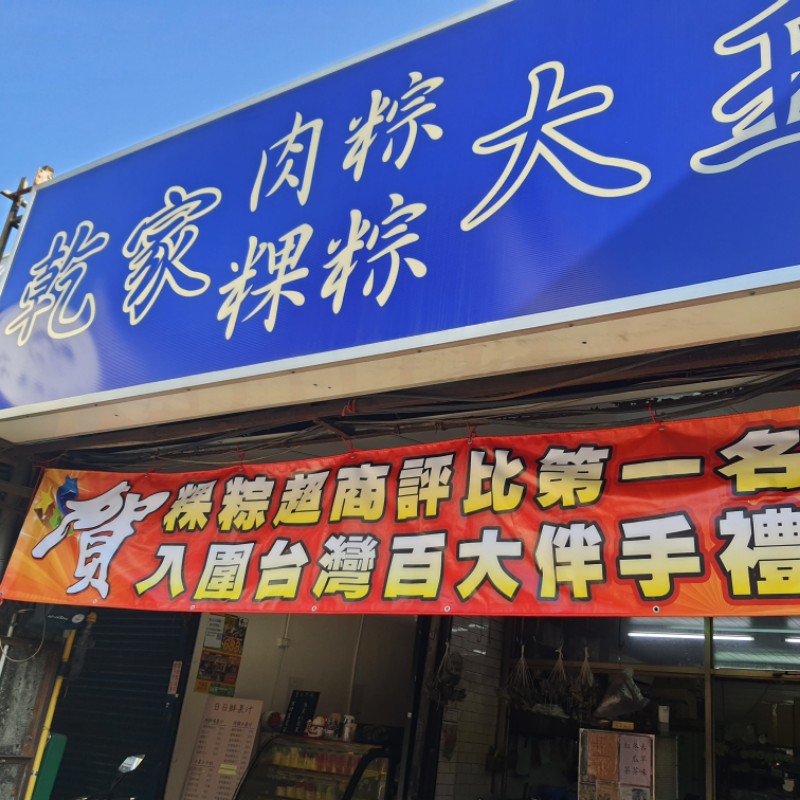 乾家
肉粽
粿粽
大
賀
粿粽超商評比第一名
入圍台灣百大伴手禮